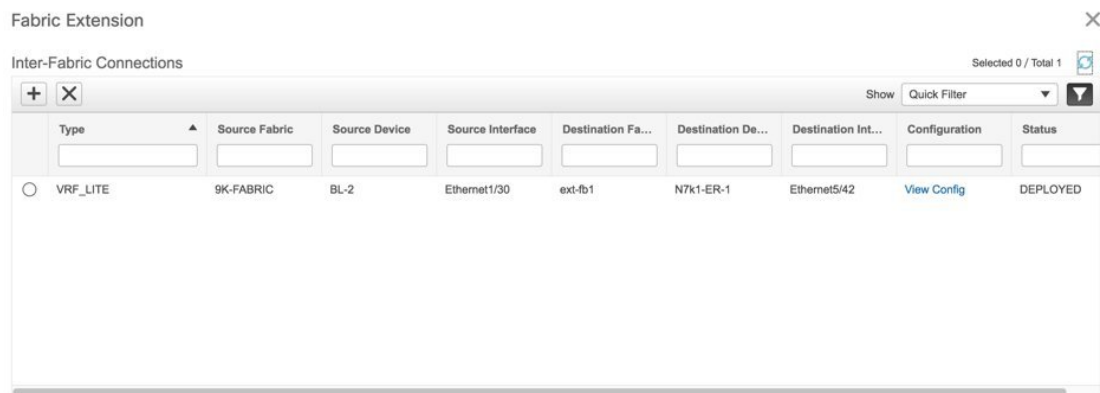 Fabric Extension
Inter-Fabric Connections
Selected 0 / Total 1
Show Quick Filter
Type Source Fabric Source Device Source Interface Destination Fa... Destination De... Destination Int... Configuration Status
VRF_LITE 9K-FABRIC BL-2 Ethernet1/30 ext-fb1 N7k1-ER-1 Ethernet5/42 View Config DEPLOYED